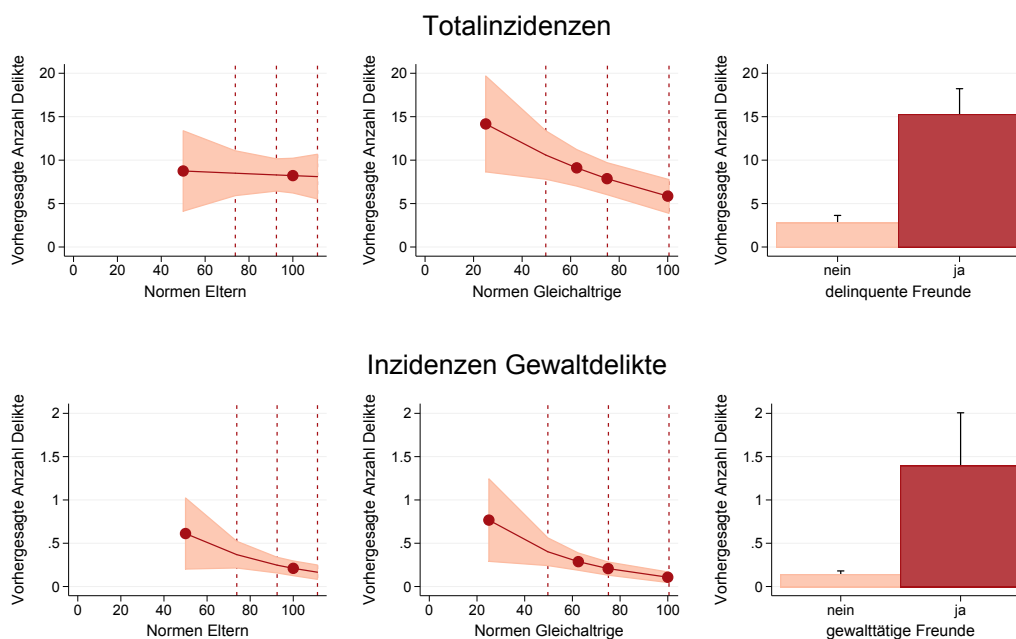 Totalinzidenzen
Vorhergesagte Anzahl Delikte
20
15
10
5
0
0 20 40 60 80 100
Normen Eltern
Vorhergesagte Anzahl Delikte
20
15
10
5
0
0 20 40 60 80 100
Normen Gleichaltrige
Vorhergesagte Anzahl Delikte
20
15
10
5
0
nein ja
delinquente Freunde
Inzidenzen Gewaltdelikte
Vorhergesagte Anzahl Delikte
2
1.5
1
.5
0
0 20 40 60 80 100
Normen Eltern
Vorhergesagte Anzahl Delikte
2
1.5
1
.5
0
0 20 40 60 80 100
Normen Gleichaltrige
Vorhergesagte Anzahl Delikte
2
1.5
1
.5
0
nein ja
gewalttätige Freunde